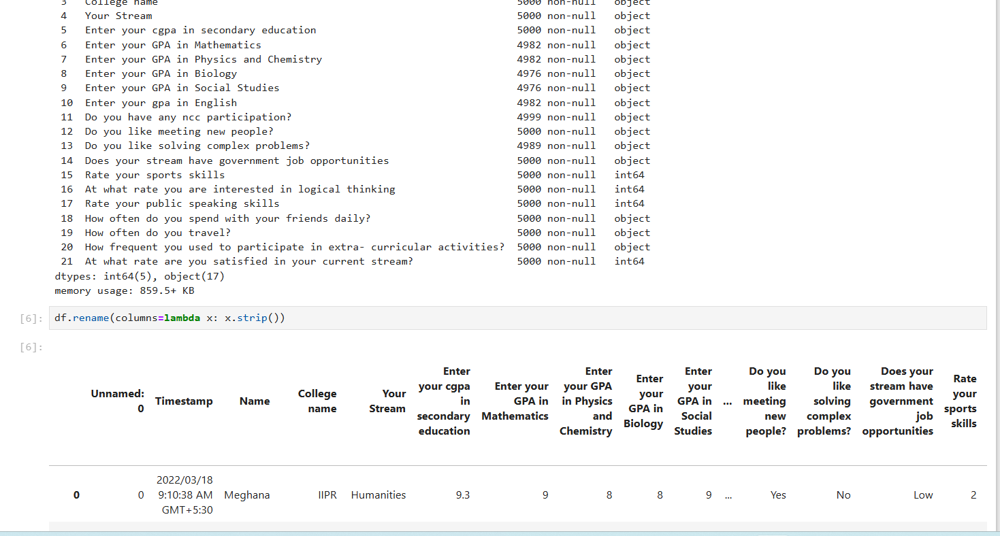 3 College name 5000 non-null object
4 Your Stream 5000 non-null object
5 Enter your cgpa in secondary education 5000 non-null object
6 Enter your GPA in Mathematics 4982 non-null object
7 Enter your GPA in Physics and Chemistry 4982 non-null object
8 Enter your GPA in Biology 4976 non-null object
9 Enter your GPA in Social Studies 4976 non-null object
10 Enter your gpa in English 4982 non-null object
11 Do you have any ncc participation? 4999 non-null object
12 Do you like meeting new people? 5000 non-null object
13 Do you like solving complex problems? 4989 non-null object
14 Does your stream have government job opportunities 5000 non-null object
15 Rate your sports skills 5000 non-null int64
16 At what rate you are interested in logical thinking 5000 non-null int64
17 Rate your public speaking skills 5000 non-null int64
18 How often do you spend with your friends daily? 5000 non-null object
19 How often do you travel? 5000 non-null object
20 How frequent you used to participate in extra- curricular activities? 5000 non-null object
21 At what rate are you satisfied in your current stream? 5000 non-null int64
dtypes: int64(5), object(17)
memory usage: 859.5+ KB
[6]: df.rename(columns=lambda x: x.strip())
[6]:
Unnamed:
0
Timestamp
Name
College
name
Your
Stream
Enter
your cgpa
in
secondary
education
Enter your
GPA in
Mathematics
Enter
your GPA
in Physics
and
Chemistry
Enter
your
GPA in
Biology
Enter
your
GPA in
Social
Studies
...
Do you
like
meeting
new
people?
Do you
like
solving
complex
problems?
Does your
stream have
government
job
opportunities
Rate
your
sports
skills
0
0
2022/03/18
9:10:38 AM
GMT+5:30
Meghana
IIPR
Humanities
9.3
9
8
8
9
...
Yes
No
Low
2